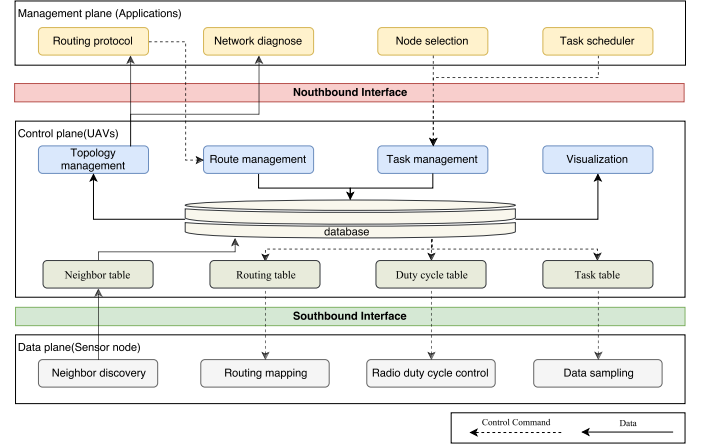 Management plane (Applications)
Routing protocol
Network diagnose
Node selection
Task scheduler
Nouthbound Interface
Control plane(UAVs)
Topology
management
Route management
Task management
Visualization
database
Neighbor table
Routing table
Duty cycle table
Task table
Southbound Interface
Data plane(Sensor node)
Neighbor discovery
Routing mapping
Radio duty cycle control
Data sampling
Control Command
Data